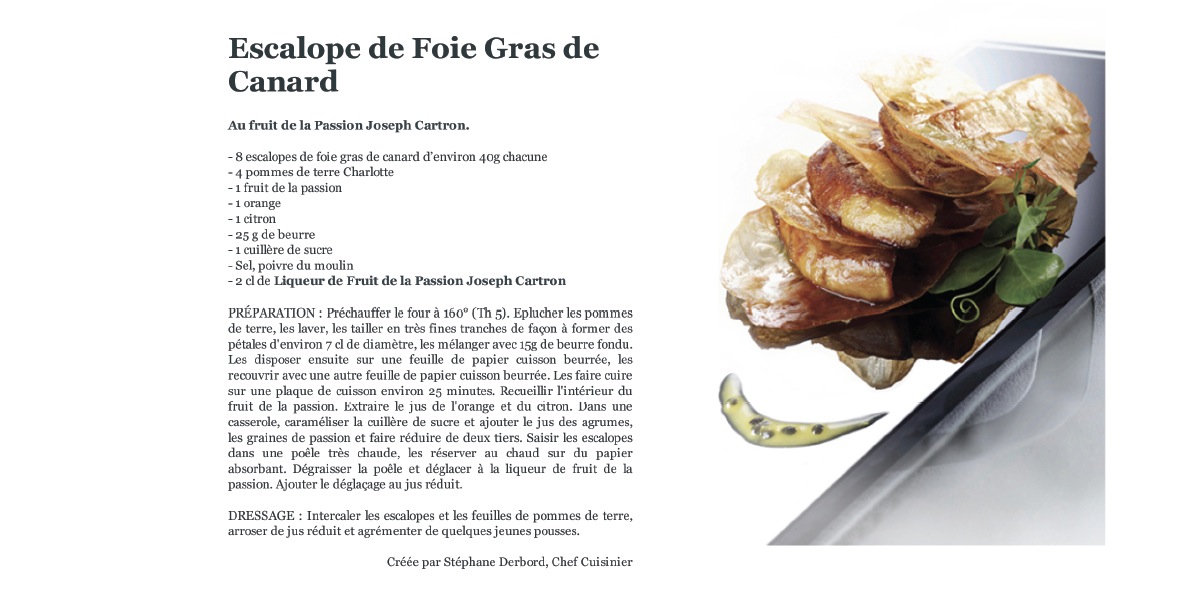 Escalope de Foie Gras de
Canard
Au fruit de la Passion Joseph Cartron.
- 8 escalopes de foie gras de canard d’environ 40g chacune
- 4 pommes de terre Charlotte
- 1 fruit de la passion
- 1 orange
- 1 citron
- 25 g de beurre
- 1 cuillère de sucre
- Sel, poivre du moulin
- 2 cl de Liqueur de Fruit de la Passion Joseph Cartron
PRÉPARATION : Préchauffer le four à 160° (Th 5). Eplucher les pommes
de terre, les laver, les tailler en très fines tranches de façon à former des
pétales d'environ 7 cl de diamètre, les mélanger avec 15g de beurre fondu.
Les disposer ensuite sur une feuille de papier cuisson beurrée, les
recouvrir avec une autre feuille de papier cuisson beurrée. Les faire cuire
sur une plaque de cuisson environ 25 minutes. Recueillir l'intérieur du
fruit de la passion. Extraire le jus de l'orange et du citron. Dans une
casserole, caraméliser la cuillère de sucre et ajouter le jus des agrumes,
les graines de passion et faire réduire de deux tiers. Saisir les escalopes
dans une poêle très chaude, les réserver au chaud sur du papier
absorbant. Dégraisser la poêle et déglacer à la liqueur de fruit de la
passion. Ajouter le déglaçage au jus réduit.
DRESSAGE : Intercaler les escalopes et les feuilles de pommes de terre,
arroser de jus réduit et agrémenter de quelques jeunes pousses.
Créée par Stéphane Derbord, Chef Cuisinier